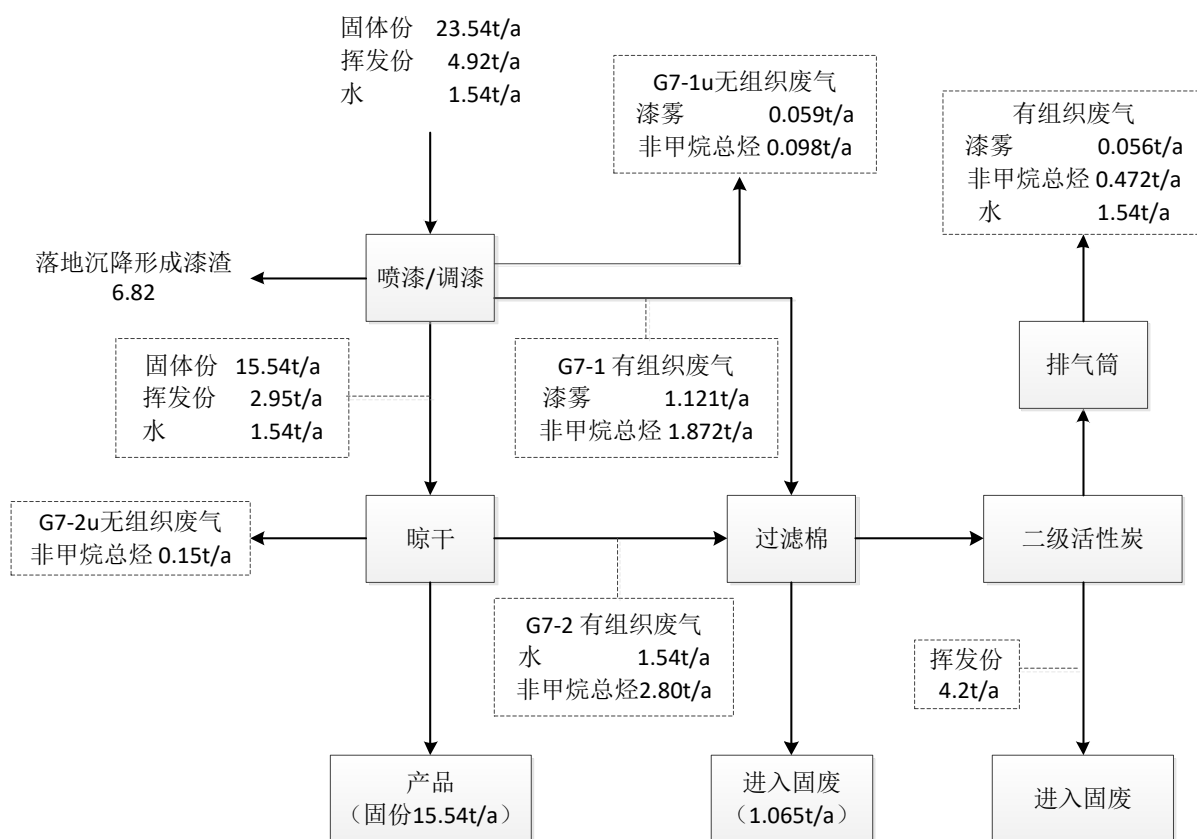 固体份 23.54t/a
挥发份 4.92t/a
水 1.54t/a
G7-1u无组织废气
漆雾 0.059t/a
非甲烷总烃 0.098t/a
有组织废气
漆雾 0.056t/a
非甲烷总烃 0.472t/a
水 1.54t/a
落地沉降形成漆渣
6.82
喷漆/调漆
固体份 15.54t/a
挥发份 2.95t/a
水 1.54t/a
G7-1 有组织废气
漆雾 1.121t/a
非甲烷总烃 1.872t/a
排气筒
G7-2u无组织废气
非甲烷总烃 0.15t/a
晾干
过滤棉
二级活性炭
G7-2 有组织废气
水 1.54t/a
非甲烷总烃2.80t/a
挥发份
4.2t/a
产品
（固份15.54t/a）
进入固废
（1.065t/a）
进入固废